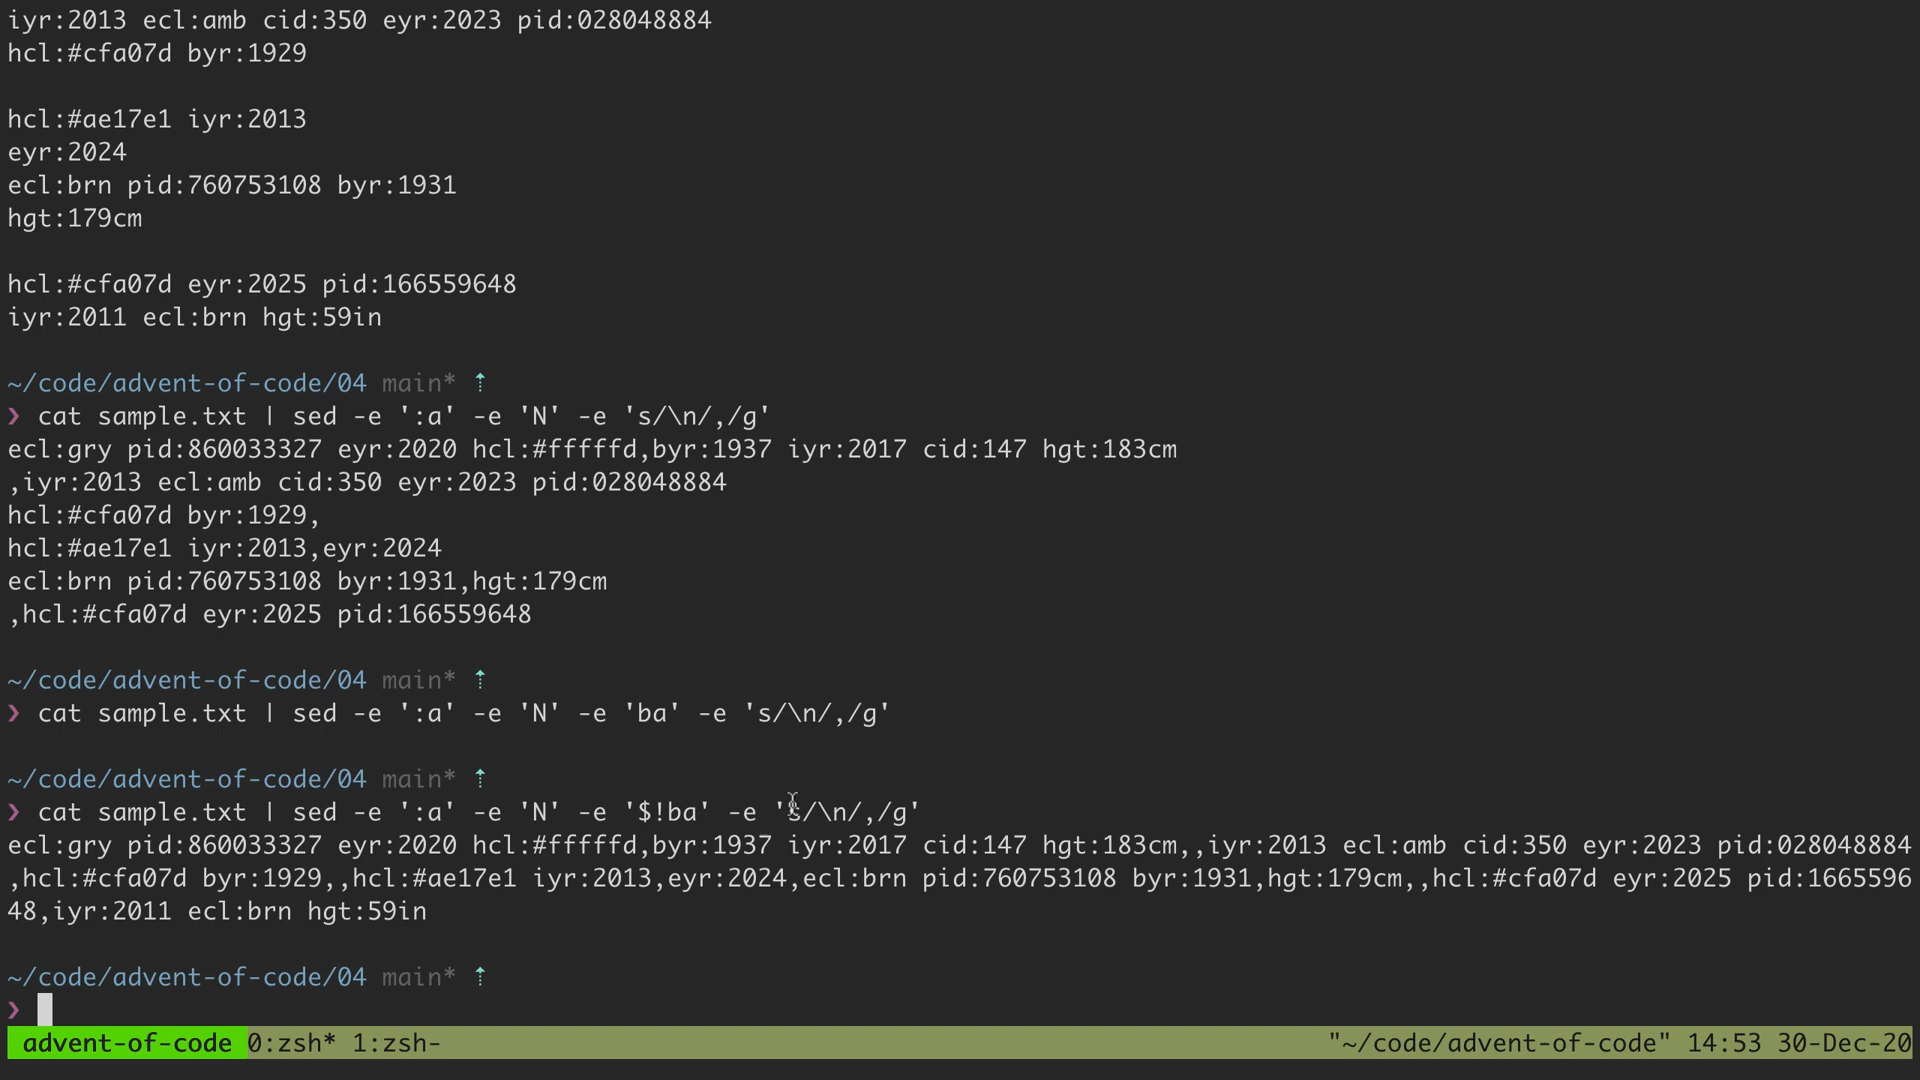 iyr:2013 ecl:amb cid:350 eyr:2023 pid:028048884
hcl:#cfa07d byr:1929
hcl:#ae17e1 iyr:2013
eyr:2024
ecl:brn pid:760753108 byr:1931
hgt:179cm
hcl:#cfa07d eyr:2025 pid:166559648
iyr:2011 ecl:brn hgt:59in
~/code/advent-of-code/04 main* ⇡
❯ cat sample.txt | sed -e ':a' -e 'N' -e 's/\n/,/g'
ecl:gry pid:860033327 eyr:2020 hcl:#fffffd,byr:1937 iyr:2017 cid:147 hgt:183cm
,iyr:2013 ecl:amb cid:350 eyr:2023 pid:028048884
hcl:#cfa07d byr:1929,
hcl:#ae17e1 iyr:2013,eyr:2024
ecl:brn pid:760753108 byr:1931,hgt:179cm
,hcl:#cfa07d eyr:2025 pid:166559648
~/code/advent-of-code/04 main* ⇡
❯ cat sample.txt | sed -e ':a' -e 'N' -e 'ba' -e 's/\n/,/g'
~/code/advent-of-code/04 main* ⇡
❯ cat sample.txt | sed -e ':a' -e 'N' -e '$!ba' -e 's/\n/,/g'
ecl:gry pid:860033327 eyr:2020 hcl:#fffffd,byr:1937 iyr:2017 cid:147 hgt:183cm,,iyr:2013 ecl:amb cid:350 eyr:2023 pid:028048884
,hcl:#cfa07d byr:1929,,hcl:#ae17e1 iyr:2013,eyr:2024,ecl:brn pid:760753108 byr:1931,hgt:179cm,,hcl:#cfa07d eyr:2025 pid:1665596
48,iyr:2011 ecl:brn hgt:59in
~/code/advent-of-code/04 main* ⇡
❯
advent-of-code 0:zsh* 1:zsh- "~/code/advent-of-code" 14:53 30-Dec-20